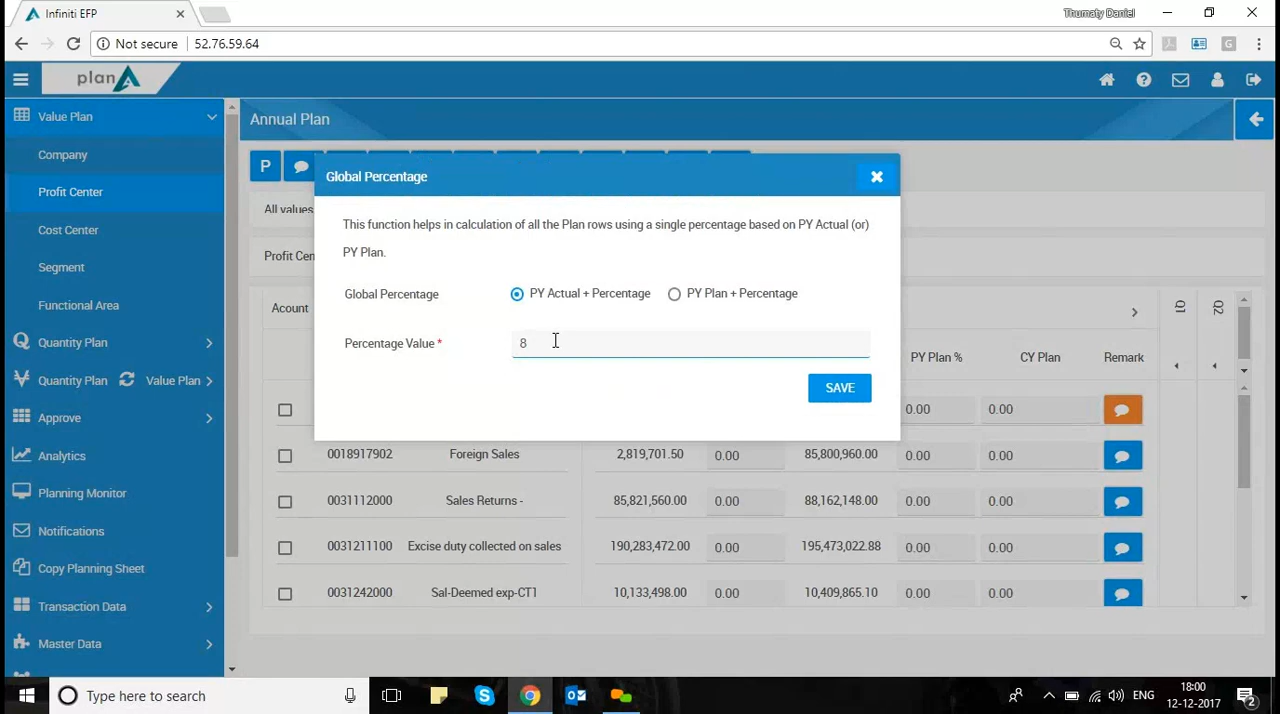 Infiniti EFP
Thumaty Daniel
Not secure 52.76.59.64
plan
Value Plan
Company
Profit Center
Cost Center
Segment
Functional Area
Quantity Plan
Quantity Plan Value Plan
Approve
Analytics
Planning Monitor
Notifications
Copy Planning Sheet
Transaction Data
Master Data
Annual Plan
P
All values
Profit Cen
Global Percentage
This function helps in calculation of all the Plan rows using a single percentage based on PY Actual (or)
PY Plan.
Global Percentage PY Actual + Percentage PY Plan + Percentage
Percentage Value * 8
SAVE
Acount Q1 Q2
PY Plan % CY Plan Remark
0.00 0.00
0018917902 Foreign Sales 2,819,701.50 0.00 85,800,960.00 0.00 0.00
0031112000 Sales Returns - 85,821,560.00 0.00 88,162,148.00 0.00 0.00
0031211100 Excise duty collected on sales 190,283,472.00 0.00 195,473,022.88 0.00 0.00
0031242000 Sal-Deemed exp-CT1 10,133,498.00 0.00 10,409,865.10 0.00 0.00
Type here to search
ENG
18:00
12-12-2017
2